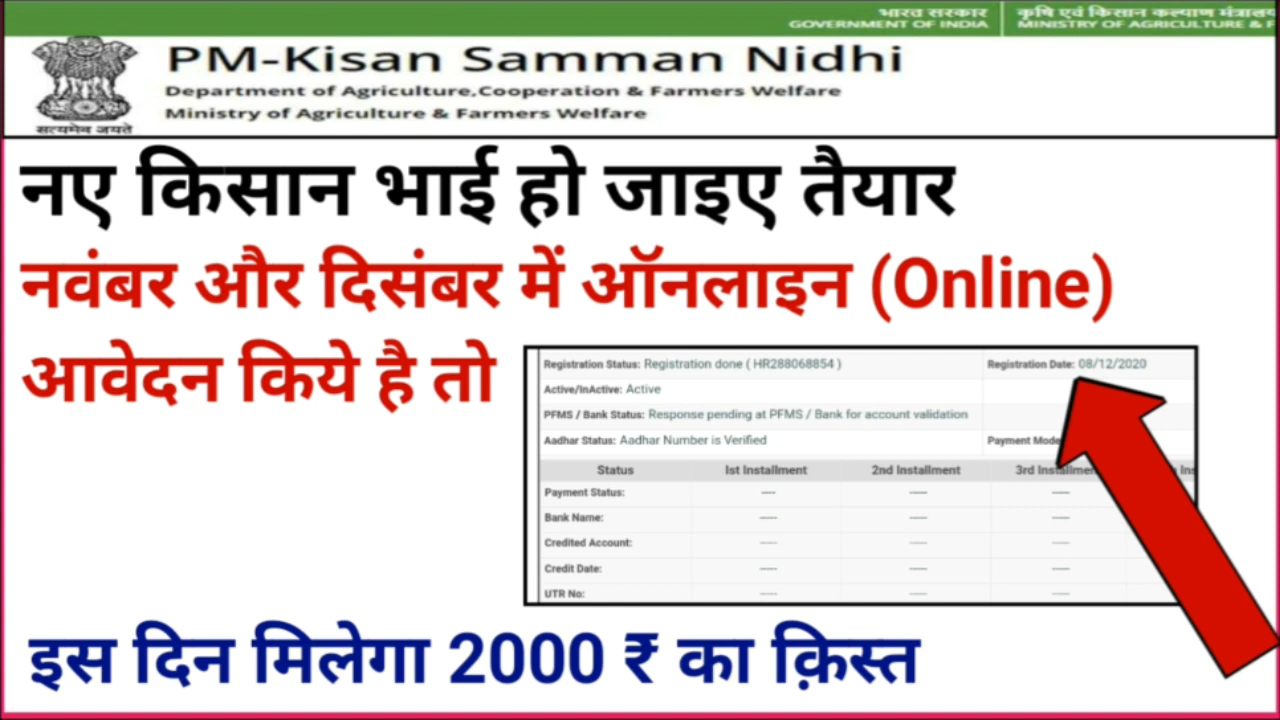 भारत सरकार
GOVERNMENT OF INDIA
कृषि एवं किसान कल्याण
MINISTRY OF AGRICULTURE & F
PM-Kisan Samman Nidhi
Department of Agriculture,Cooperation & Farmers Welfare
Ministry of Agriculture & Farmers Welfare
सत्यमेव जयते
नए किसान भाई हो जाइए तैयार
नवंबर और दिसंबर में ऑनलाइन (Online)
आवेदन किये है तो
Registration Status: Registration done ( HR288068854 ) Registration Date: 08/12/2020
Active/InActive: Active
PFMS / Bank Status: Response pending at PFMS / Bank for account validation
Aadhar Status: Aadhar Number is Verified Payment Mode
Status Ist Installment 2nd Installment 3rd Installmen
Payment Status: ---- ----- -----
Bank Name: ----- ----- -----
Credited Account: ----- ----- -----
Credit Date: ----- ----- -----
UTR No: ----- ----- -----
इस दिन मिलेगा 2000 ₹ का क़िस्त